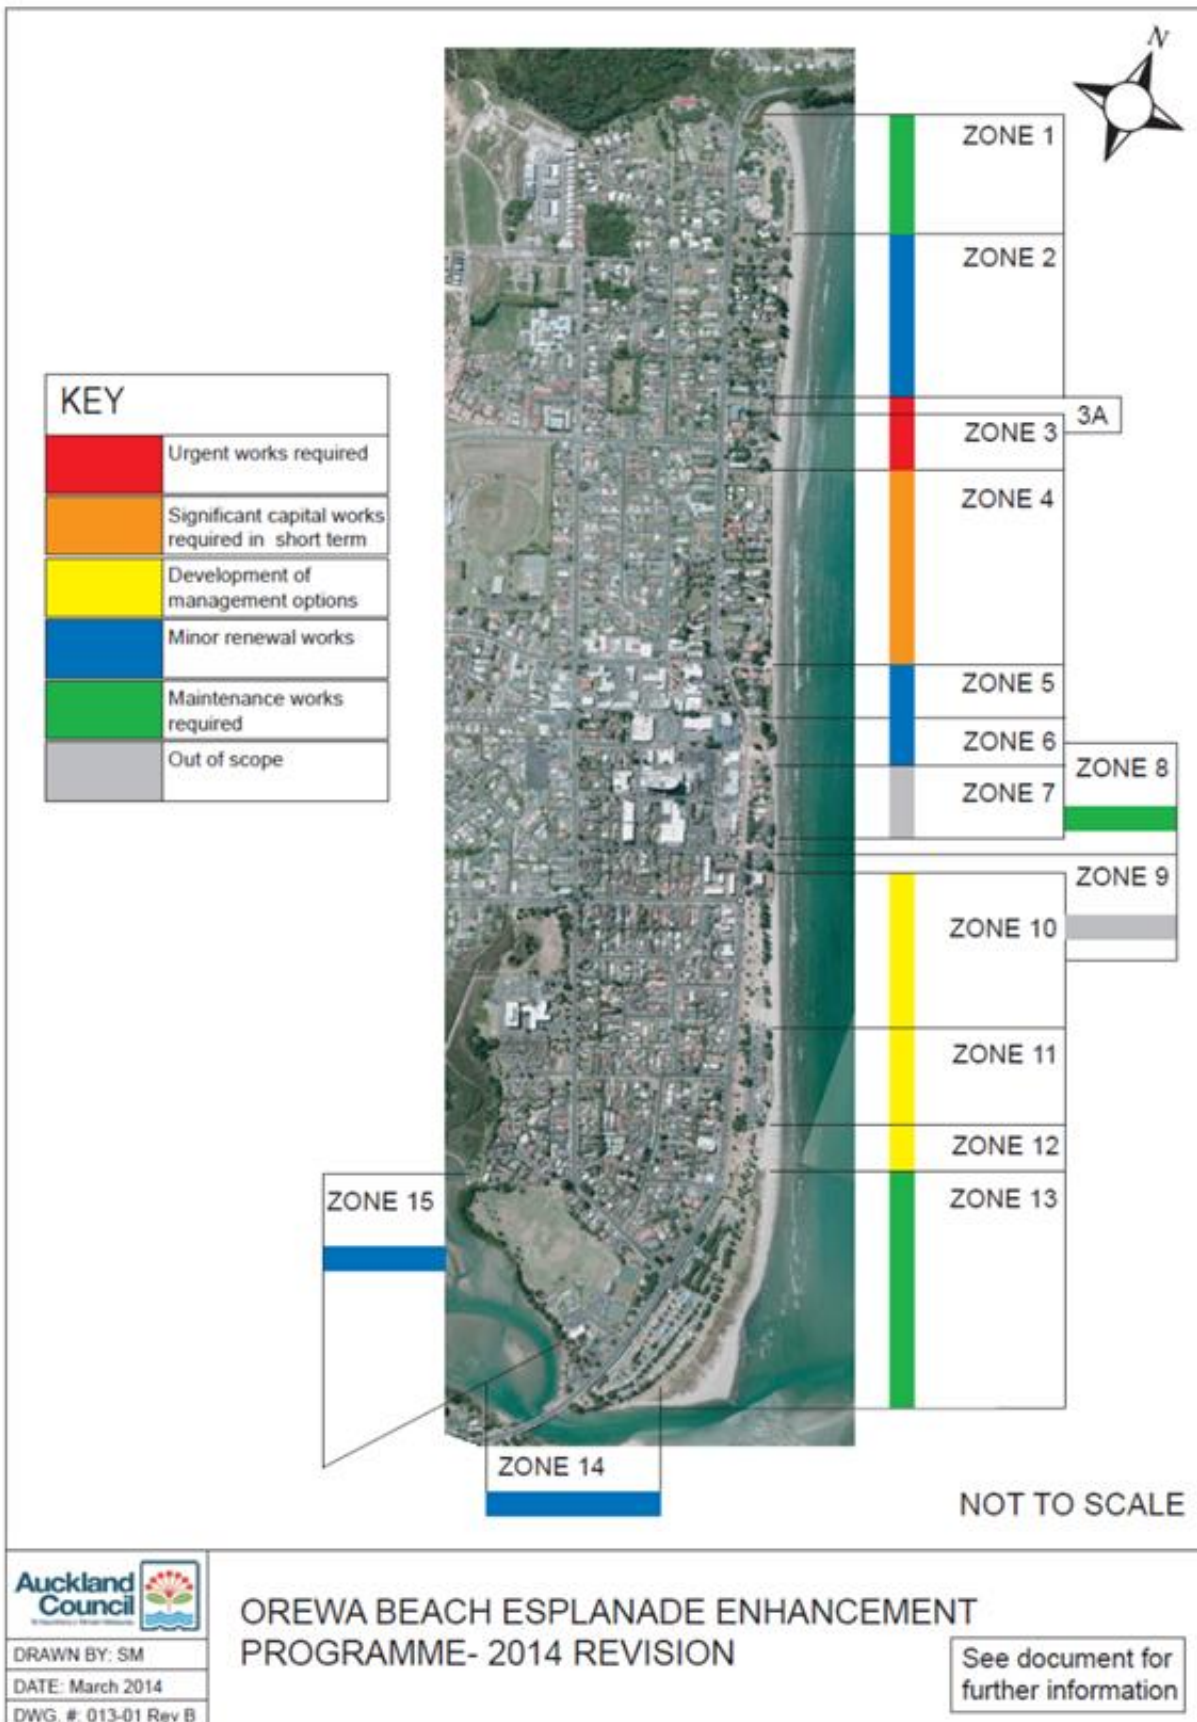 N
ZONE 1
ZONE 2
3A
ZONE 3
ZONE 4
ZONE 5
ZONE 6
ZONE 7
ZONE 8
ZONE 9
ZONE 10
ZONE 11
ZONE 12
ZONE 13
KEY
Urgent works required
Significant capital works
required in short term
Development of
management options
Minor renewal works
Maintenance works
required
Out of scope
ZONE 15
ZONE 14
NOT TO SCALE
Auckland
Council
DRAWN BY: SM
DATE: March 2014
DWG. #: 013-01 Rev B
OREWA BEACH ESPLANADE ENHANCEMENT
PROGRAMME- 2014 REVISION
See document for
further information